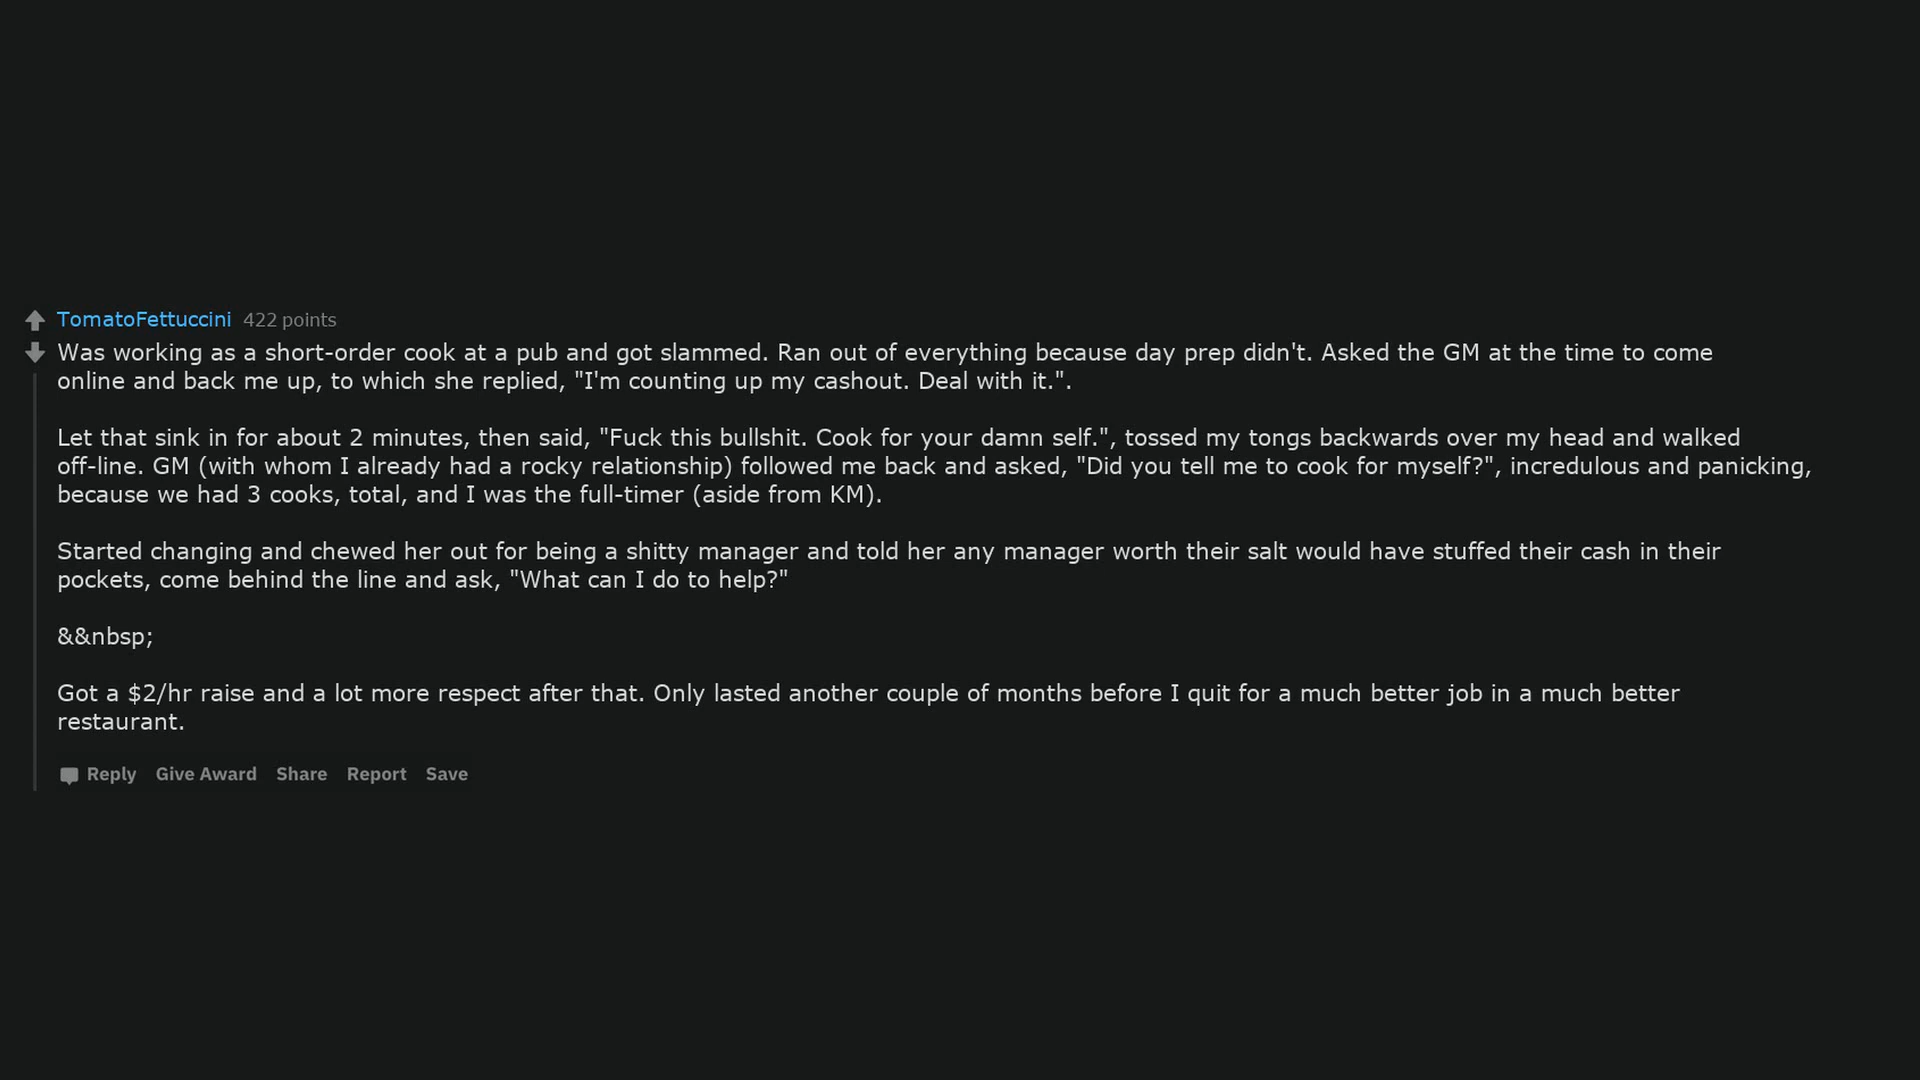 TomatoFettuccini 422 points
Was working as a short-order cook at a pub and got slammed. Ran out of everything because day prep didn't. Asked the GM at the time to come
online and back me up, to which she replied, "I'm counting up my cashout. Deal with it.".
Let that sink in for about 2 minutes, then said, "Fuck this bullshit. Cook for your damn self.", tossed my tongs backwards over my head and walked
off-line. GM (with whom I already had a rocky relationship) followed me back and asked, "Did you tell me to cook for myself?", incredulous and panicking,
because we had 3 cooks, total, and I was the full-timer (aside from KM).
Started changing and chewed her out for being a shitty manager and told her any manager worth their salt would have stuffed their cash in their
pockets, come behind the line and ask, "What can I do to help?"
&&nbsp;
Got a $2/hr raise and a lot more respect after that. Only lasted another couple of months before I quit for a much better job in a much better
restaurant.
Reply Give Award Share Report Save